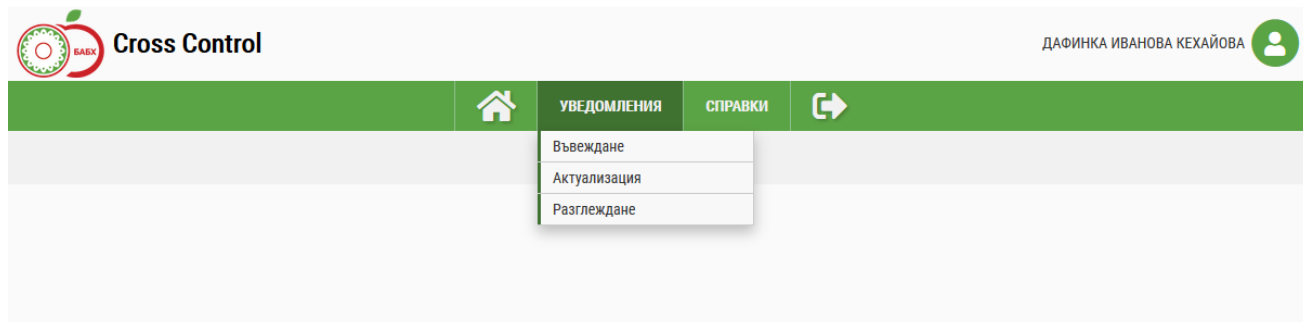 БАБХ
Cross Control
ДАФИНКА ИВАНОВА КЕХАЙОВА
УВЕДОМЛЕНИЯ
СПРАВКИ
Въвеждане
Актуализация
Разглеждане